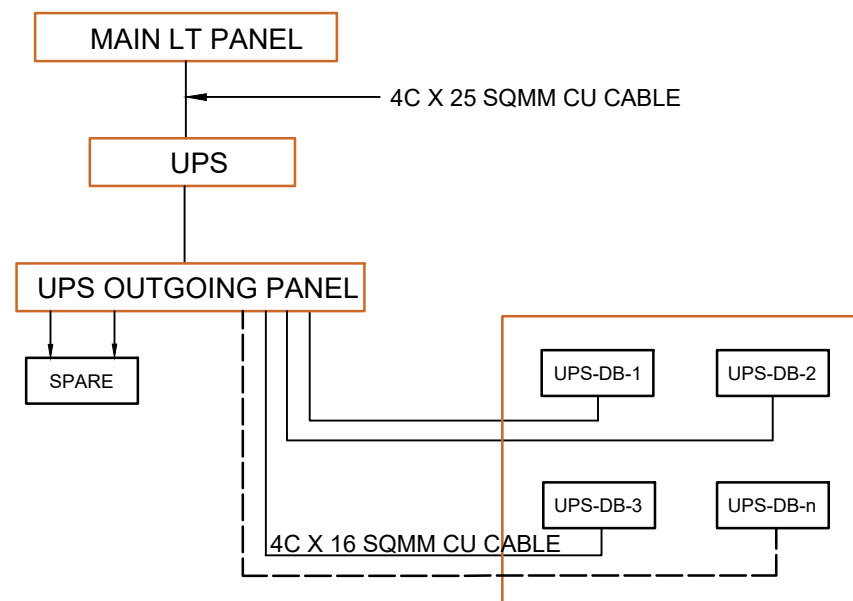 MAIN LT PANEL
4C X 25 SQMM CU CABLE
UPS
UPS OUTGOING PANEL
SPARE
UPS-DB-1
UPS-DB-2
UPS-DB-3
UPS-DB-n
4C X 16 SQMM CU CABLE